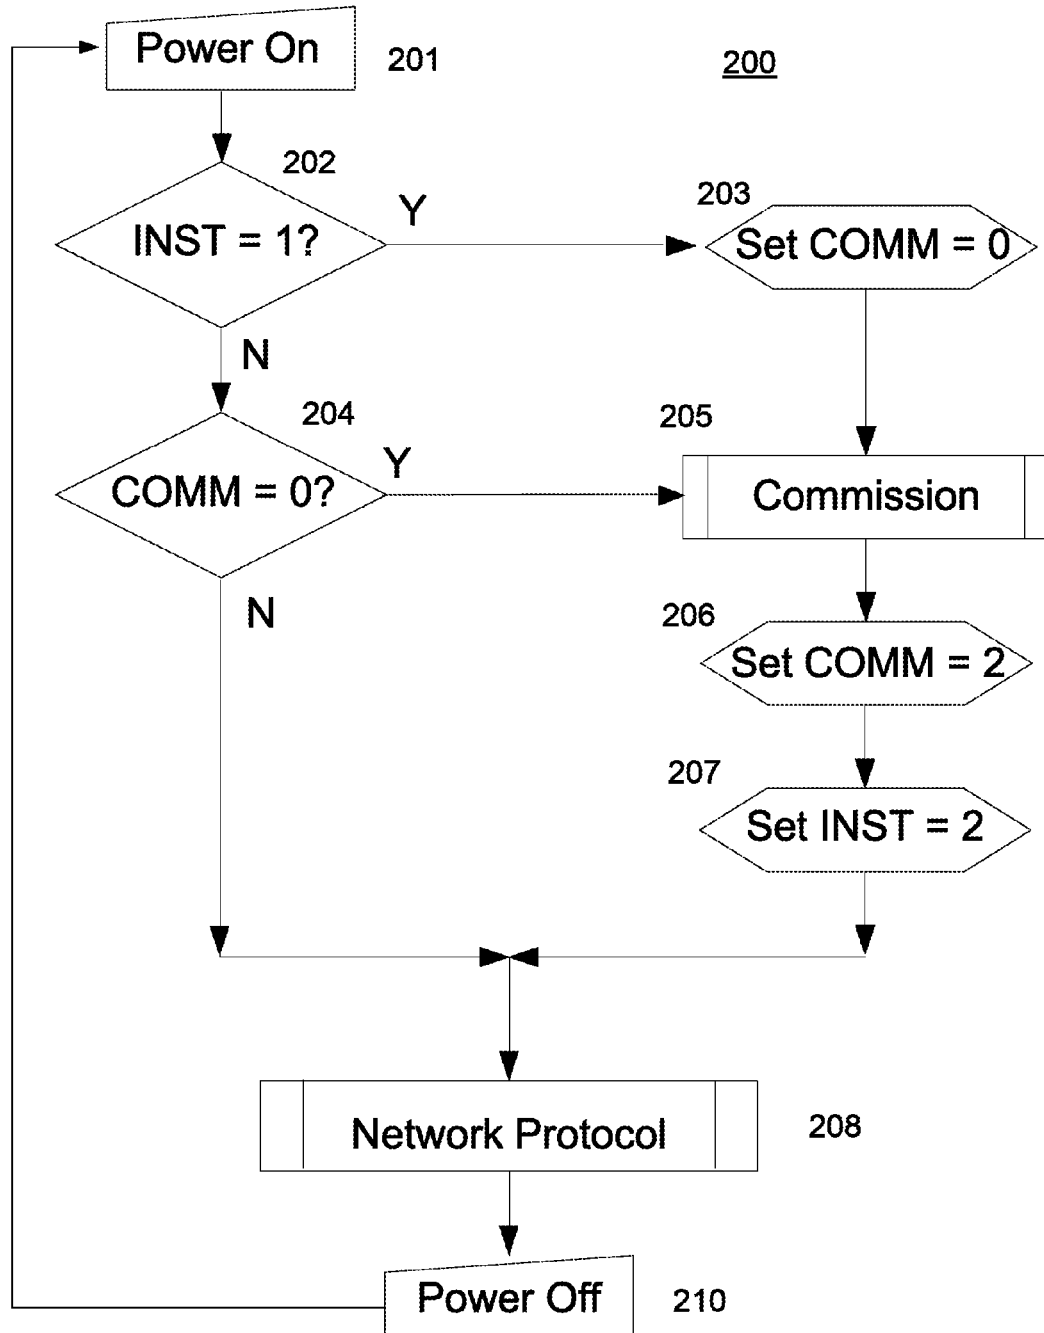 Power On
201
200
202
INST = 1?
Y
203
Set COMM = 0
N
204
COMM = 0?
Y
205
Commission
N
206
Set COMM = 2
207
Set INST = 2
Network Protocol
208
Power Off
210